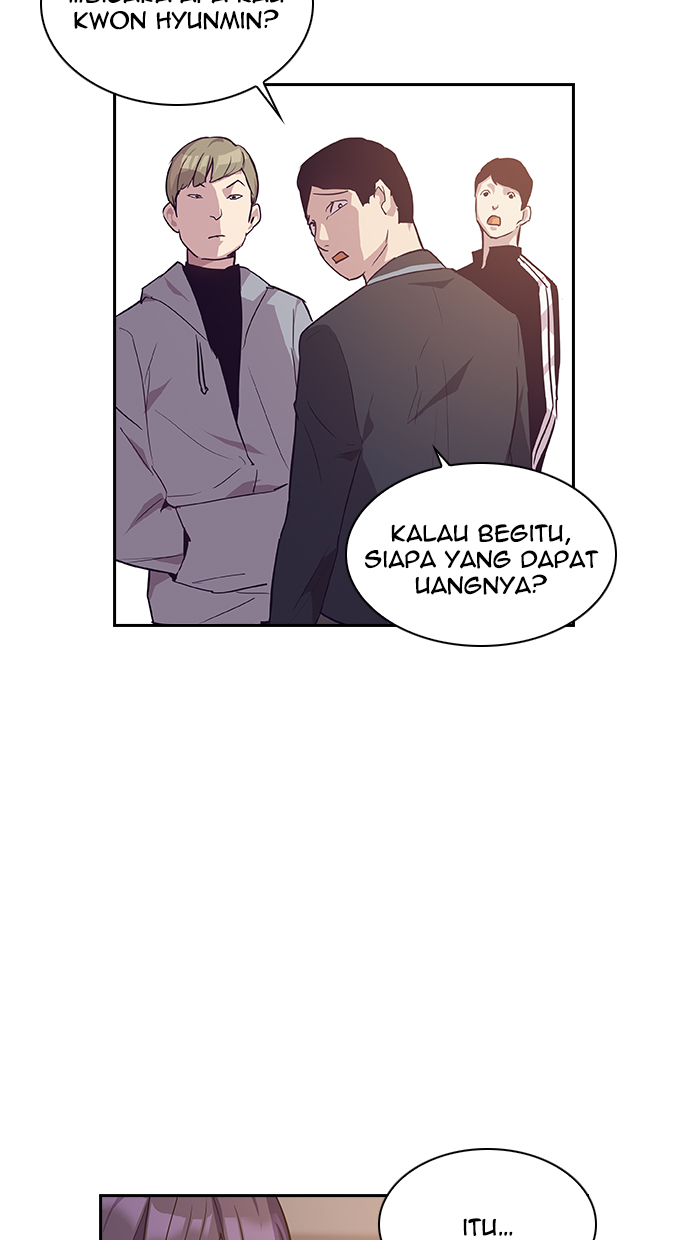 KWON HYUNMIN?
KALAU BEGITU,
SIAPA YANG DAPAT
UANGNYA?
ITU...